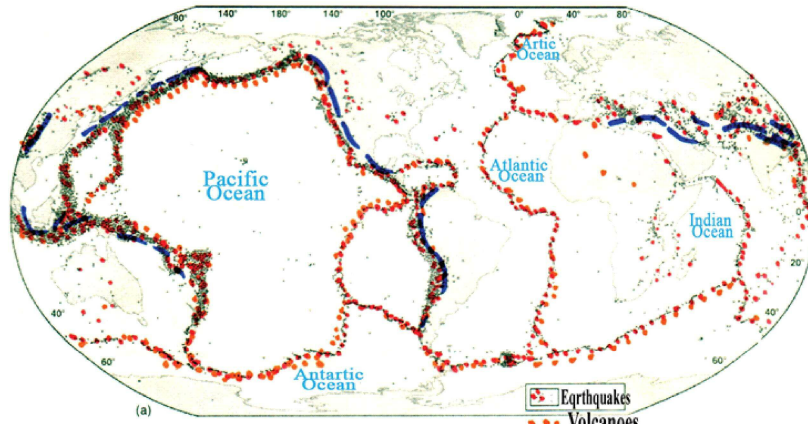 80° 140° 180° 140° 0° 40° 80°
Artic
Ocean
Pacific
Ocean
Atlantic
Ocean
Indian
Ocean
0°
20°
40°
40°
60°
60°
Antartic
Ocean
(a)
Eqrthquakes
Volcanoes